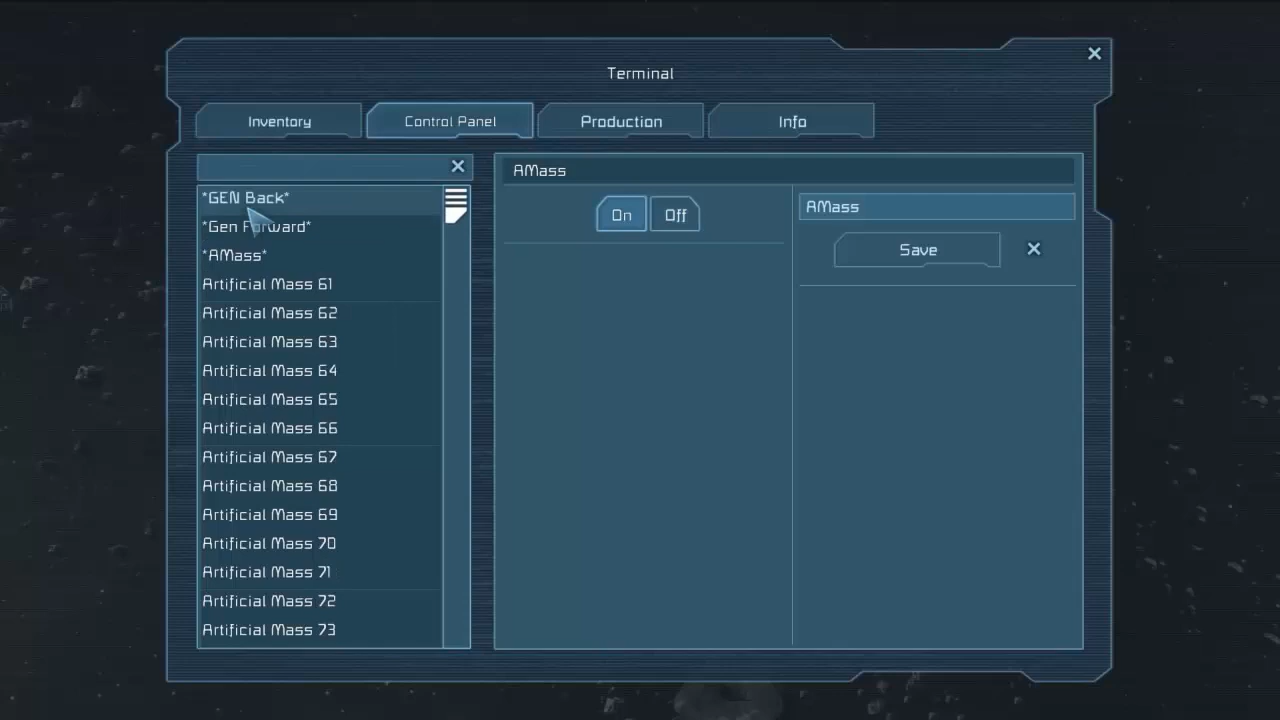 Terminal
Inventory
Control Panel
Production
Info
*GEN Back*
*Gen Forward*
*AMass*
Artificial Mass 61
Artificial Mass 62
Artificial Mass 63
Artificial Mass 64
Artificial Mass 65
Artificial Mass 66
Artificial Mass 67
Artificial Mass 68
Artificial Mass 69
Artificial Mass 70
Artificial Mass 71
Artificial Mass 72
Artificial Mass 73
AMass
On
Off
AMass
Save